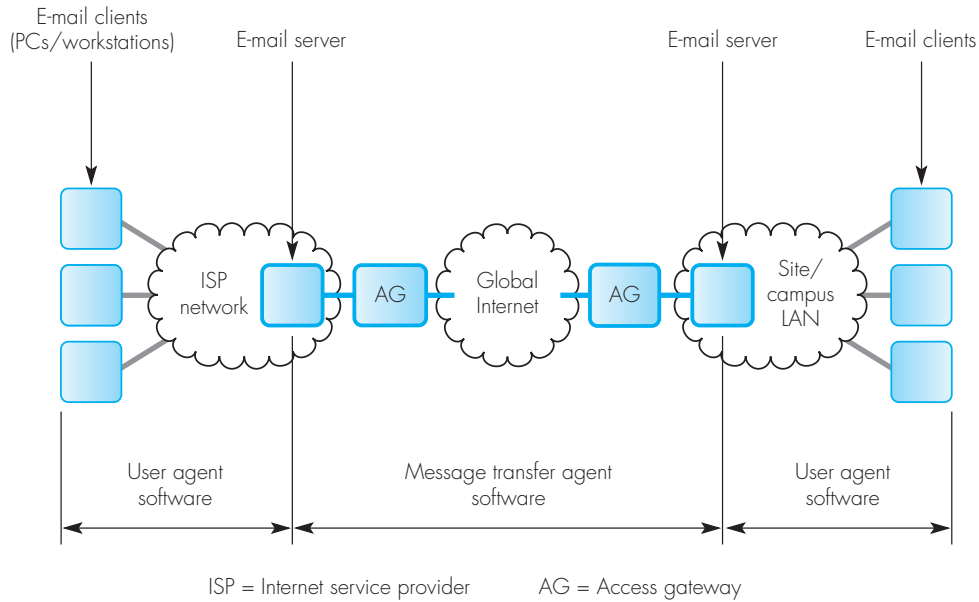 E-mail clients
(PCs/workstations)
E-mail server
E-mail server
E-mail clients
ISP
network
AG
Global
Internet
AG
Site/
campus
LAN
User agent
software
Message transfer agent
software
User agent
software
ISP = Internet service provider
AG = Access gateway